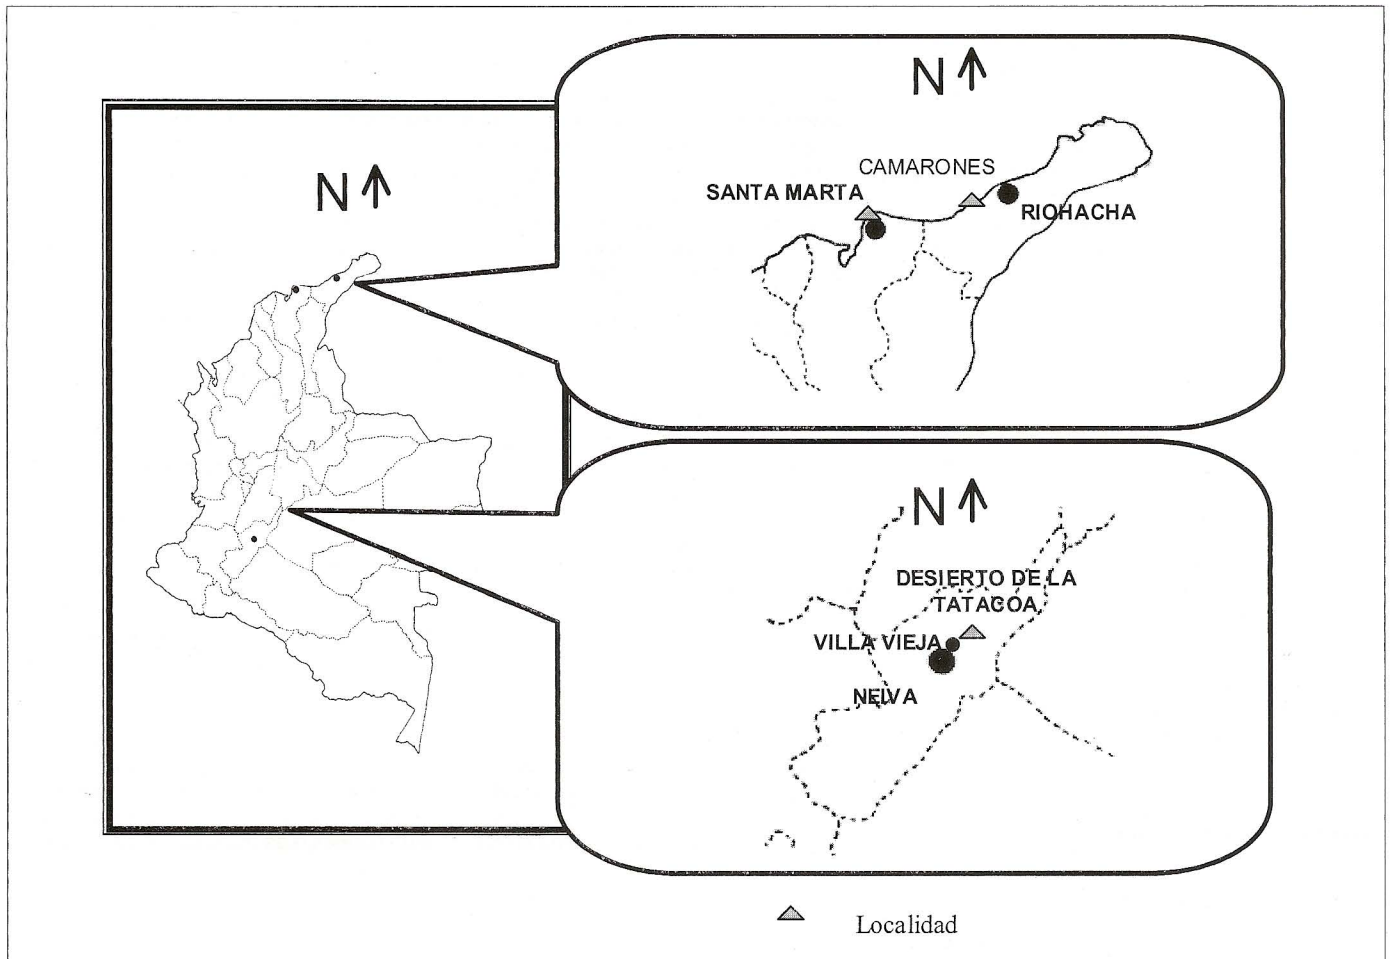 N
N
CAMARONES
SANTA MARTA
RIOHACHA
N
DESIERTO DE LA
TATACOA
VILLA VIEJA
NEIVA
Localidad